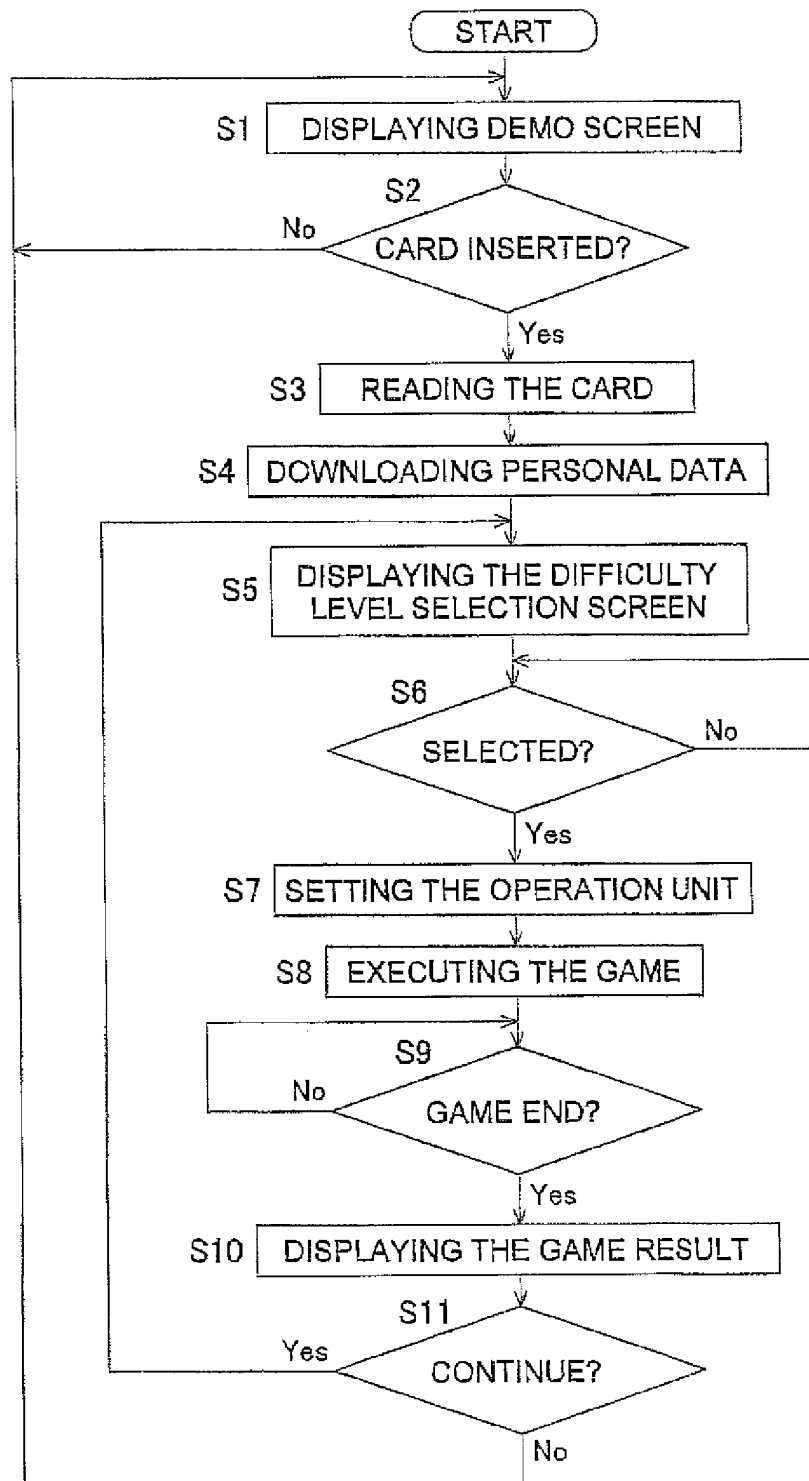 START
S1 DISPLAYING DEMO SCREEN
S2
No
CARD INSERTED?
Yes
S3 READING THE CARD
S4 DOWNLOADING PERSONAL DATA
S5 DISPLAYING THE DIFFICULTY
LEVEL SELECTION SCREEN
S6
No
SELECTED?
Yes
S7 SETTING THE OPERATION UNIT
S8 EXECUTING THE GAME
S9
No
GAME END?
Yes
S10 DISPLAYING THE GAME RESULT
S11
Yes
CONTINUE?
No